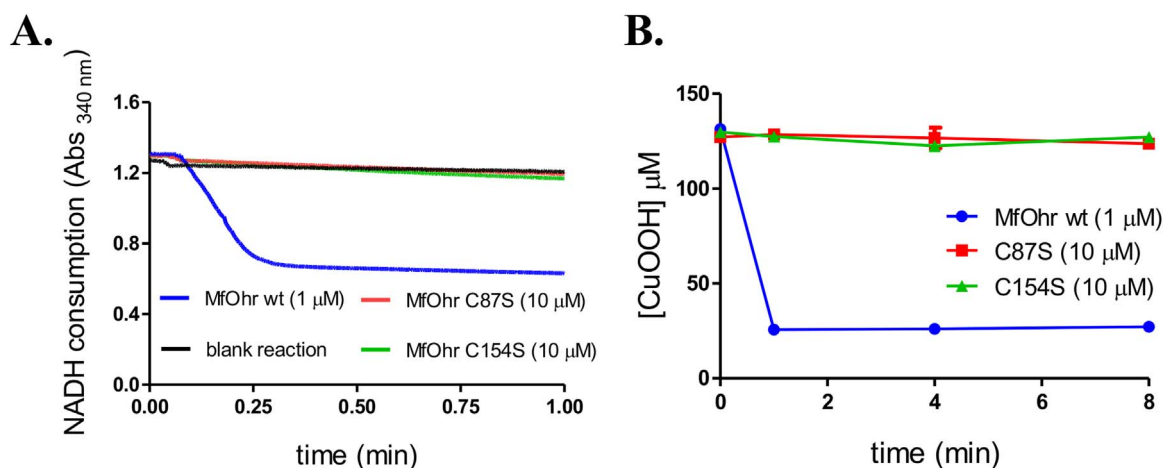 A.
NADH consumption (Abs 340 nm)
1.6
1.2
0.8
0.4
0.0
0.00 0.25 0.50 0.75 1.00
time (min)
MfOhr wt (1 μM) MfOhr C87S (10 μM)
blank reaction MfOhr C154S (10 μM)
B.
[CuOOH] μM
150
100
50
0
0 2 4 6 8
time (min)
MfOhr wt (1 μM)
C87S (10 μM)
C154S (10 μM)